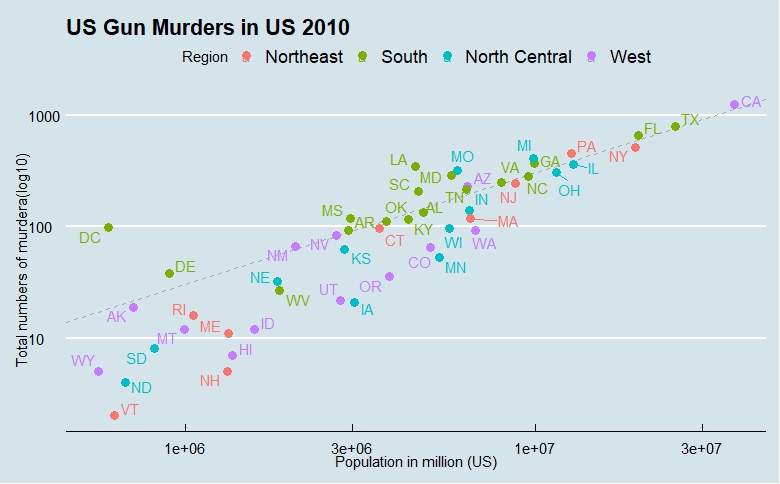 US Gun Murders in US 2010
Region Northeast South North Central West
1000
100
10
Total numbers of murdera(log10)
CA
TX
FL
PA
NY
MI
GA
IL
OH
MO
LA
MD
VA
AZ
SC
TN
NC
NJ
IN
MS
OK
AL
AR
KY
MA
DC
CT
WI
WA
NM
NV
KS
CO
MN
DE
NE
OR
WV
UT
IA
AK
RI
ME
ID
MT
SD
HI
WY
ND
NH
VT
1e+06 3e+06 1e+07 3e+07
Population in million (US)